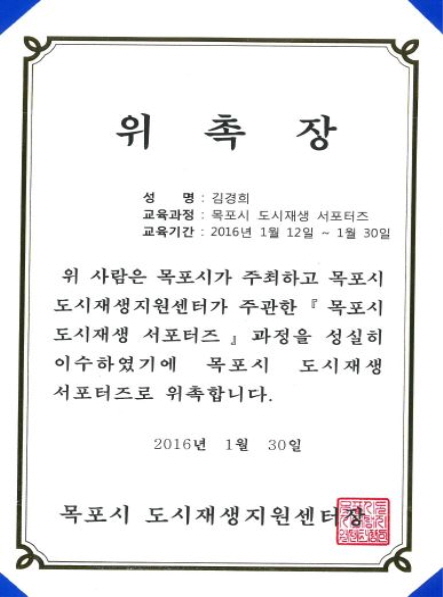 위 촉 장
성 명 : 김경희
교육과정 : 목포시 도시재생 서포터즈
교육기간 : 2016년 1월 12일 ~ 1월 30일
위 사람은 목포시가 주최하고 목포시
도시재생지원센터가 주관한 『 목포시
도시재생 서포터즈 』 과정을 성실히
이수하였기에 목포시 도시재생
서포터즈로 위촉합니다.
2016년 1월 30일
목포시 도시재생지원센터장